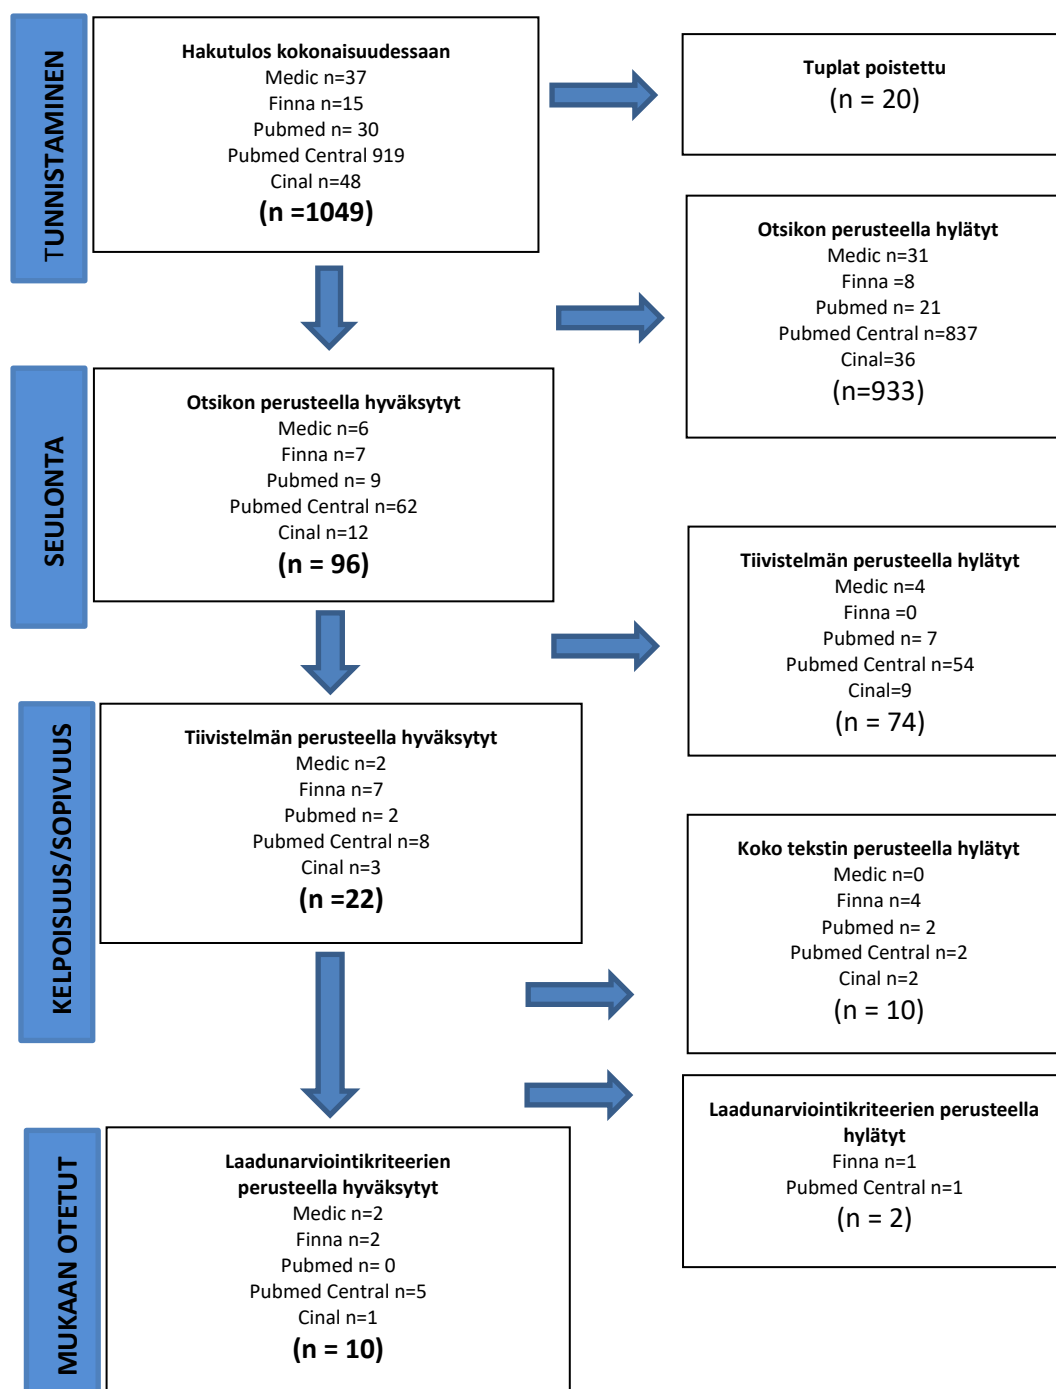 TUNNISTAMINEN
Hakutulos kokonaisuudessaan
Medic n=37
Finna n=15
Pubmed n= 30
Pubmed Central 919
Cinal n=48
(n =1049)
Tuplat poistettu
(n = 20)
Otsikon perusteella hylätyt
Medic n=31
Finna =8
Pubmed n= 21
Pubmed Central n=837
Cinal=36
(n=933)
SEULONTA
Otsikon perusteella hyväksytyt
Medic n=6
Finna n=7
Pubmed n= 9
Pubmed Central n=62
Cinal n=12
(n = 96)
Tiivistelmän perusteella hylätyt
Medic n=4
Finna =0
Pubmed n= 7
Pubmed Central n=54
Cinal=9
(n = 74)
KELPOISUUS/SOPIVUUS
Tiivistelmän perusteella hyväksytyt
Medic n=2
Finna n=7
Pubmed n= 2
Pubmed Central n=8
Cinal n=3
(n =22)
Koko tekstin perusteella hylätyt
Medic n=0
Finna n=4
Pubmed n= 2
Pubmed Central n=2
Cinal n=2
(n = 10)
Laadunarviointikriteerien perusteella
hylätyt
Finna n=1
Pubmed Central n=1
(n = 2)
MUKAAN OTETUT
Laadunarviointikriteerien
perusteella hyväksytyt
Medic n=2
Finna n=2
Pubmed n= 0
Pubmed Central n=5
Cinal n=1
(n = 10)